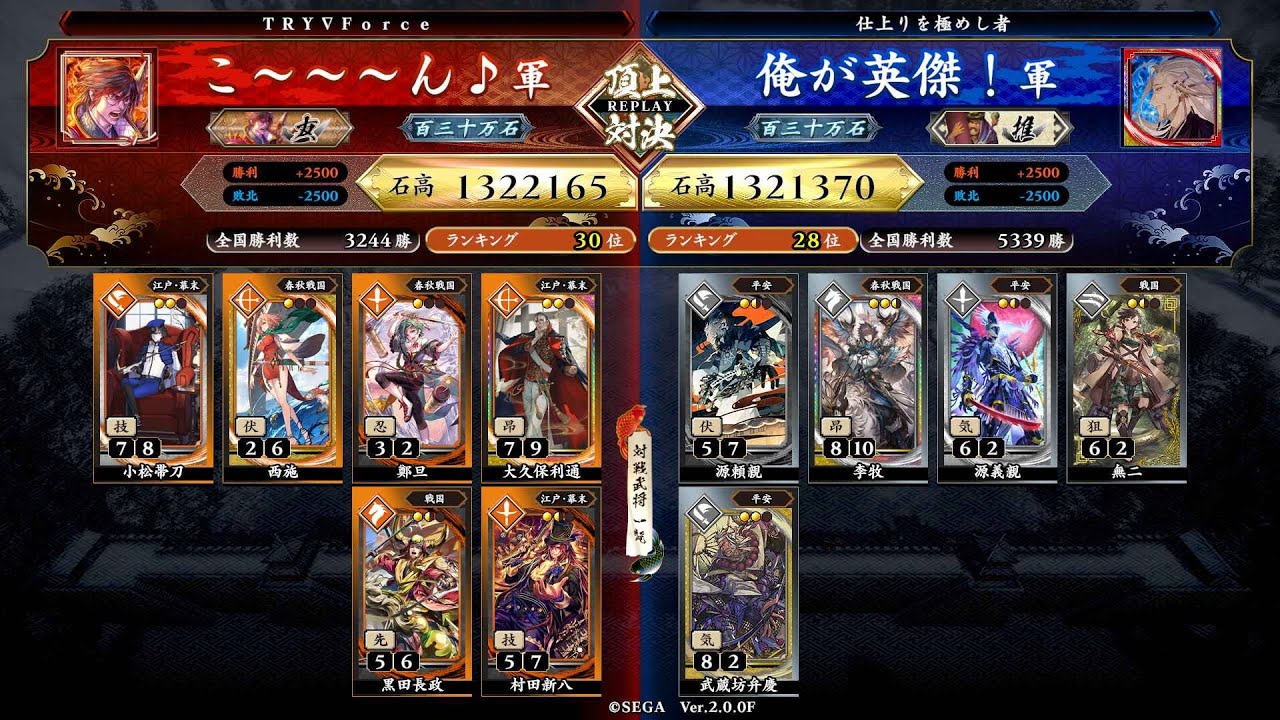 TRY∇Force
仕上りを極めし者
こ～～～ん♪軍
頂上
REPLAY
対決
俺が英傑！軍
百三十万石
百三十万石
推
勝利 +2500
敗北 -2500
石高 1322165
石高 1321370
勝利 +2500
敗北 -2500
全国勝利数 3244勝
ランキング 30位
ランキング 28位
全国勝利数 5339勝
江戸・幕末
技
7 8
小松帯刀
春秋戦国
伏
2 6
西施
春秋戦国
忍
3 2
鄭旦
江戸・幕末
昂
7 9
大久保利通
戦国
先
5 6
黒田長政
江戸・幕末
技
5 7
村田新八
対戦武将一覧
平安
伏
5 7
源頼親
春秋戦国
昂
8 10
李牧
平安
気
6 2
源義親
戦国
狙
6 2
無二
平安
気
8 2
武蔵坊弁慶
©SEGA Ver.2.0.0F